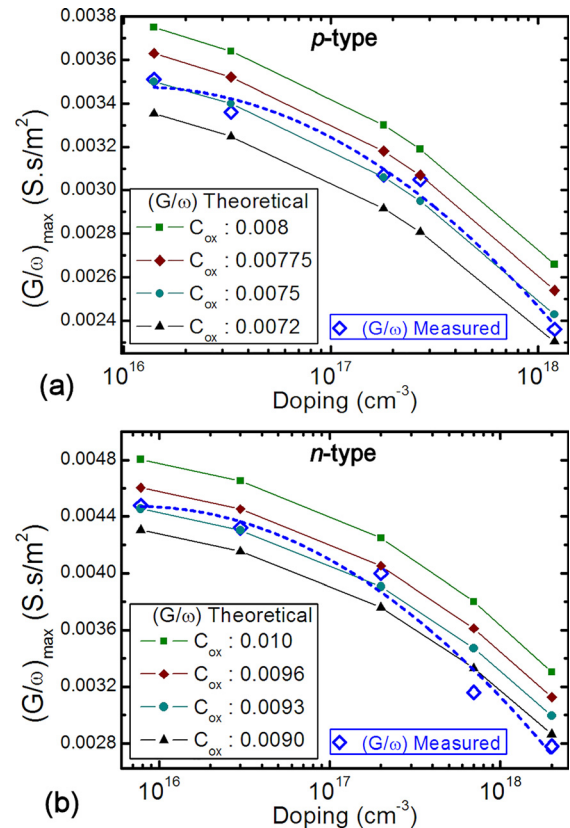 0.0038
0.0036
0.0034
0.0032
0.0030
0.0028
0.0026
0.0024
(G/ω)max (S.s/m²)
p-type
(G/ω) Theoretical
Cox : 0.008
Cox : 0.00775
Cox : 0.0075
Cox : 0.0072
(G/ω) Measured
10¹⁶
10¹⁷
10¹⁸
(a)
Doping (cm⁻³)
0.0048
0.0044
0.0040
0.0036
0.0032
0.0028
(G/ω)max (S.s/m²)
n-type
(G/ω) Theoretical
Cox : 0.010
Cox : 0.0096
Cox : 0.0093
Cox : 0.0090
(G/ω) Measured
10¹⁶
10¹⁷
10¹⁸
(b)
Doping (cm⁻³)